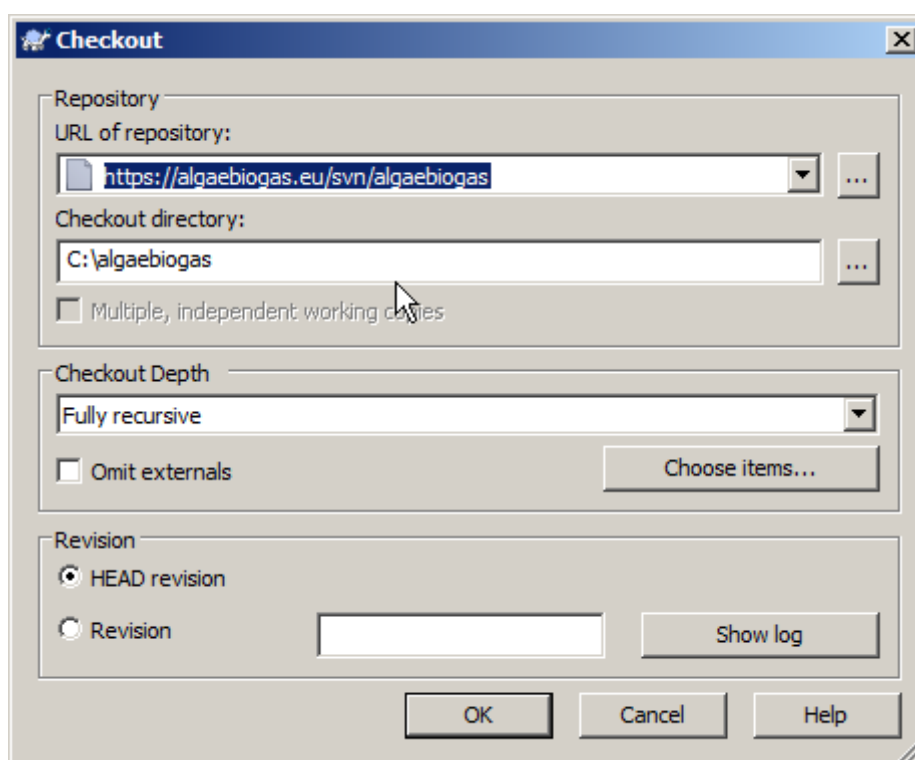 Checkout
Repository
URL of repository:
https://algaebiogas.eu/svn/algaebiogas
...
Checkout directory:
C:\algaebiogas
...
Multiple, independent working copies
Checkout Depth
Fully recursive
Omit externals
Choose items...
Revision
HEAD revision
Revision
Show log
OK
Cancel
Help